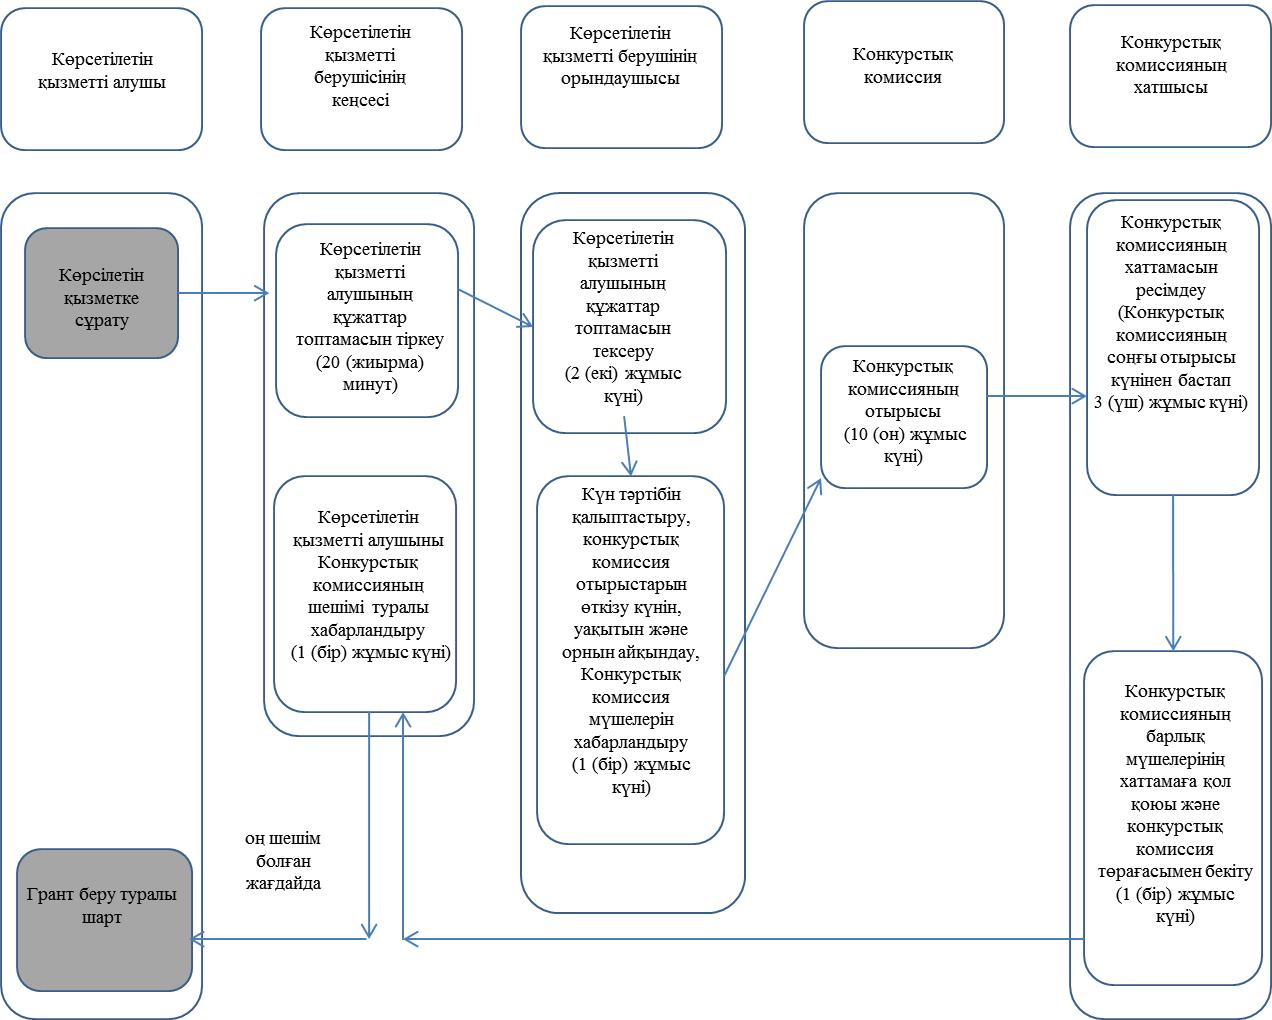 Көрсетілетін
қызметті алушы
Көрсетілетін
қызметті
берушісінің
кеңсесі
Көрсетілетін
қызметті берушінің
орындаушысы
Конкурстық
комиссия
Конкурстық
комиссияның
хатшысы
Көрсілетін
қызметке
сұрату
Көрсетілетін
қызметті
алушының
құжаттар
топтамасын тіркеу
(20 (жиырма)
минут)
Көрсетілетін
қызметті
алушының
құжаттар
топтамасын
тексеру
(2 (екі) жұмыс
күні)
Конкурстық
комиссияның
отырысы
(10 (он) жұмыс
күні)
Конкурстық
комиссияның
хаттамасын
ресімдеу
(Конкурстық
комиссияның
соңғы отырысы
күнінен бастап
3 (үш) жұмыс күні)
Көрсетілетін
қызметті алушыны
Конкурстық
комиссияның
шешімі туралы
хабарландыру
(1 (бір) жұмыс күні)
Күн тәртібін
қалыптастыру,
конкурстық
комиссия
отырыстарын
өткізу күнін,
уақытын және
орнын айқындау,
Конкурстық
комиссия
мүшелерін
хабарландыру
(1 (бір) жұмыс
күні)
Конкурстық
комиссияның
барлық
мүшелерінің
хаттамаға қол
қоюы және
конкурстық
комиссия
төрағасымен бекіту
(1 (бір) жұмыс
күні)
оң шешім
болған
жағдайда
Грант беру туралы
шарт